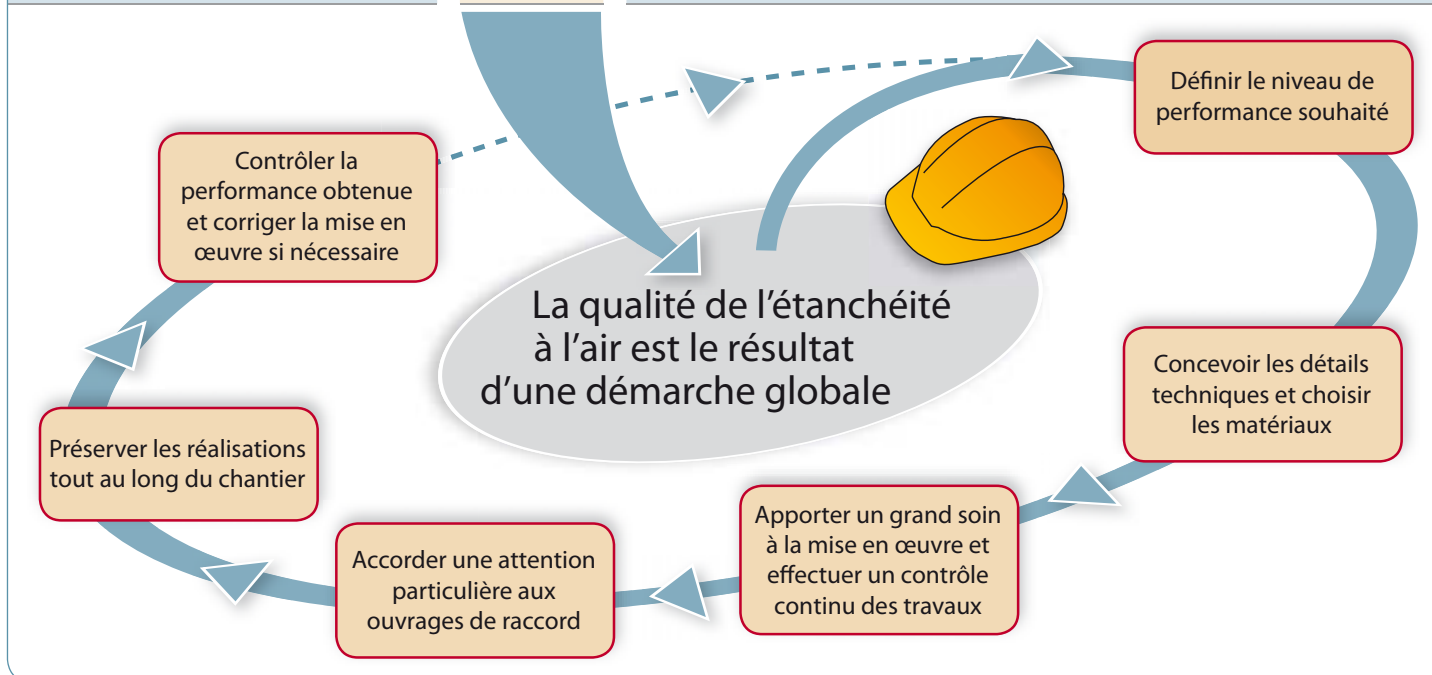 La qualité de l’étanchéité
à l’air est le résultat
d’une démarche globale
Définir le niveau de
performance souhaité
Concevoir les détails
techniques et choisir
les matériaux
Apporter un grand soin
à la mise en œuvre et
effectuer un contrôle
continu des travaux
Accorder une attention
particulière aux
ouvrages de raccord
Préserver les réalisations
tout au long du chantier
Contrôler la
performance obtenue
et corriger la mise en
œuvre si nécessaire